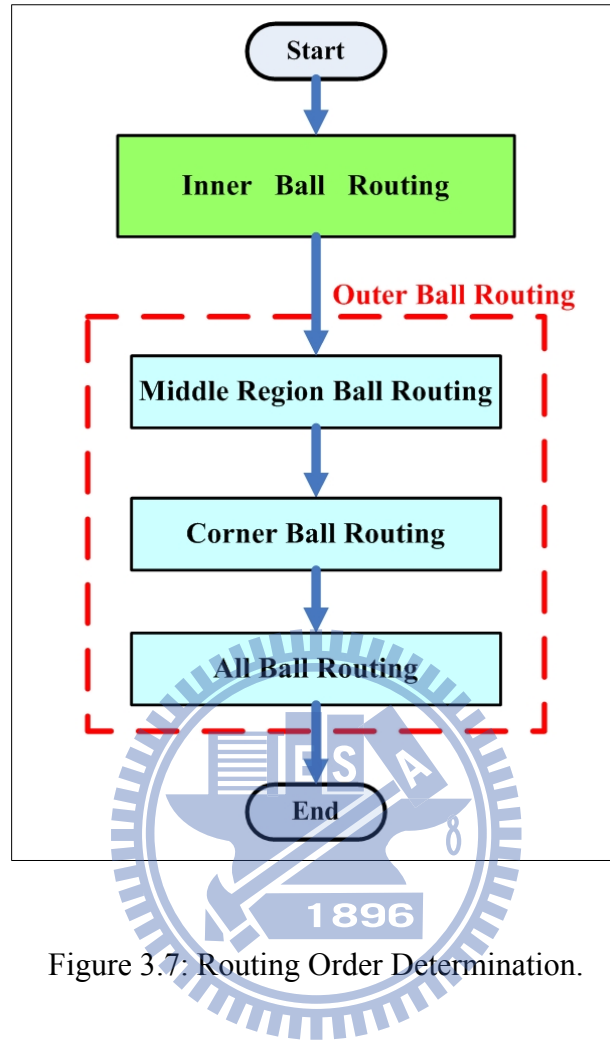 Start
Inner Ball Routing
Outer Ball Routing
Middle Region Ball Routing
Corner Ball Routing
All Ball Routing
E S A
End
8
1896
Figure 3.7: Routing Order Determination.